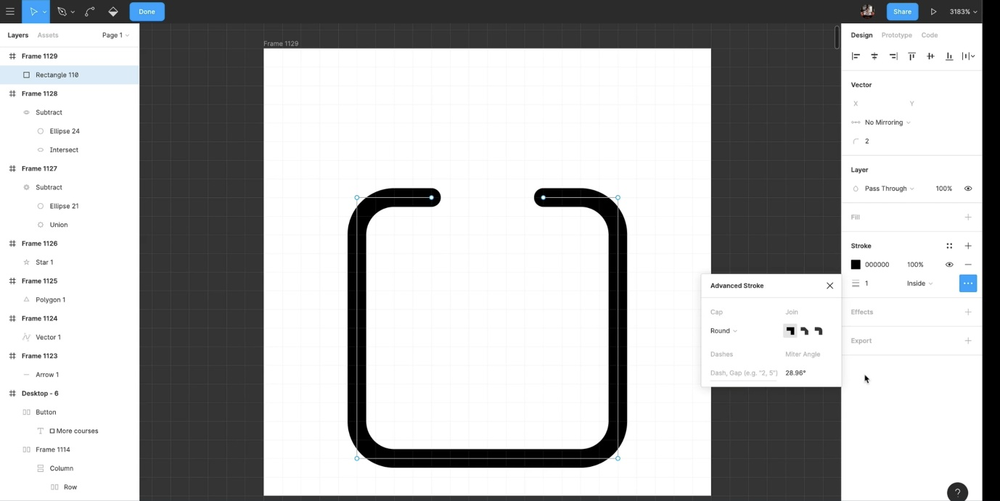 Done
Share
3183%
Layers
Assets
Page 1
Frame 1129
Rectangle 110
Frame 1128
Subtract
Ellipse 24
Intersect
Frame 1127
Subtract
Ellipse 21
Union
Frame 1126
Star 1
Frame 1125
Polygon 1
Frame 1124
Vector 1
Frame 1123
Arrow 1
Desktop - 6
Button
More courses
Frame 1114
Column
Row
Frame 1129
Advanced Stroke
Cap
Join
Round
Dashes
Miter Angle
Dash, Gap (e.g. "2, 5")
28.96°
Design
Prototype
Code
Vector
X
Y
No Mirroring
2
Layer
Pass Through
100%
Fill
Stroke
000000
100%
1
Inside
Effects
Export
?